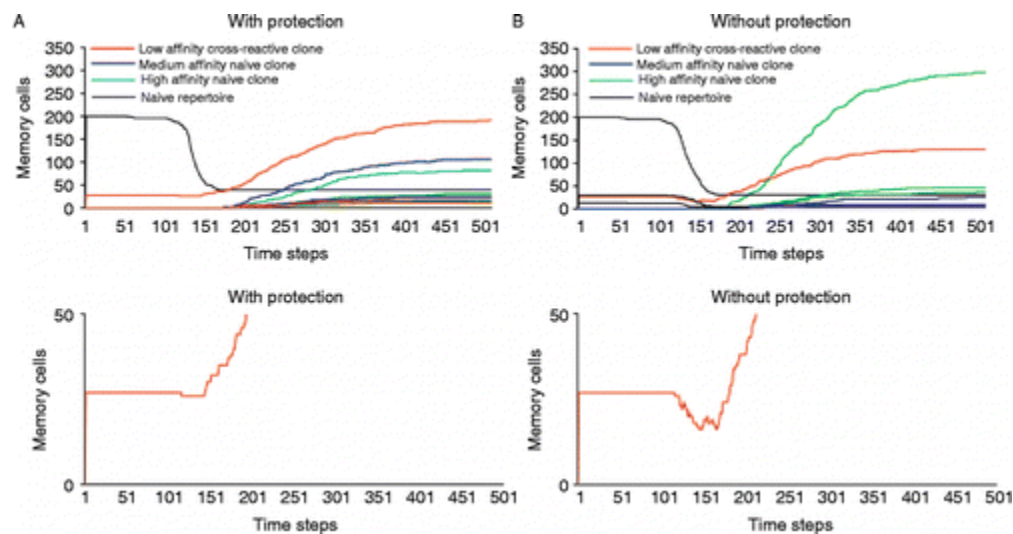 A
With protection
Memory cells
350
300
250
200
150
100
50
0
Low affinity cross-reactive clone
Medium affinity naive clone
High affinity naive clone
Naive repertoire
1 51 101 151 201 251 301 351 401 451 501
Time steps
B
Without protection
Memory cells
350
300
250
200
150
100
50
0
Low affinity cross-reactive clone
Medium affinity naïve clone
High affinity naive clone
Naive repertoire
1 51 101 151 201 251 301 351 401 451 501
Time steps
With protection
Memory cells
50
0
1 51 101 151 201 251 301 351 401 451 501
Time steps
Without protection
Memory cells
50
0
1 51 101 151 201 251 301 351 401 451 501
Time steps